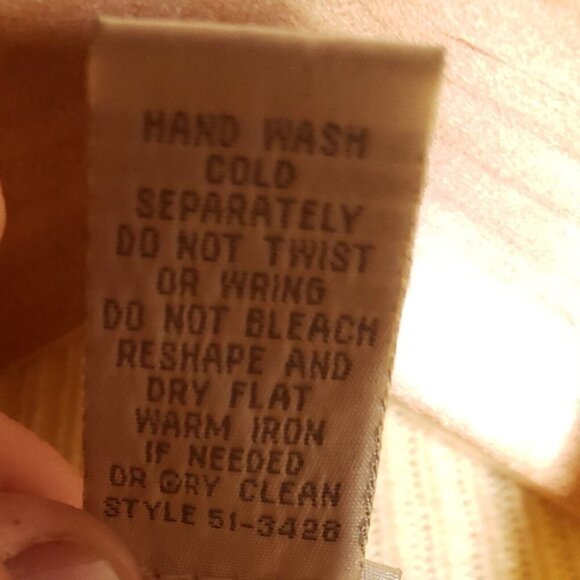 HAND WASH
COLD
SEPARATELY
DO NOT TWIST
OR WRING
DO NOT BLEACH
RESHAPE AND
DRY FLAT
WARM IRON
IF NEEDED
OR DRY CLEAN
STYLE 51-3428